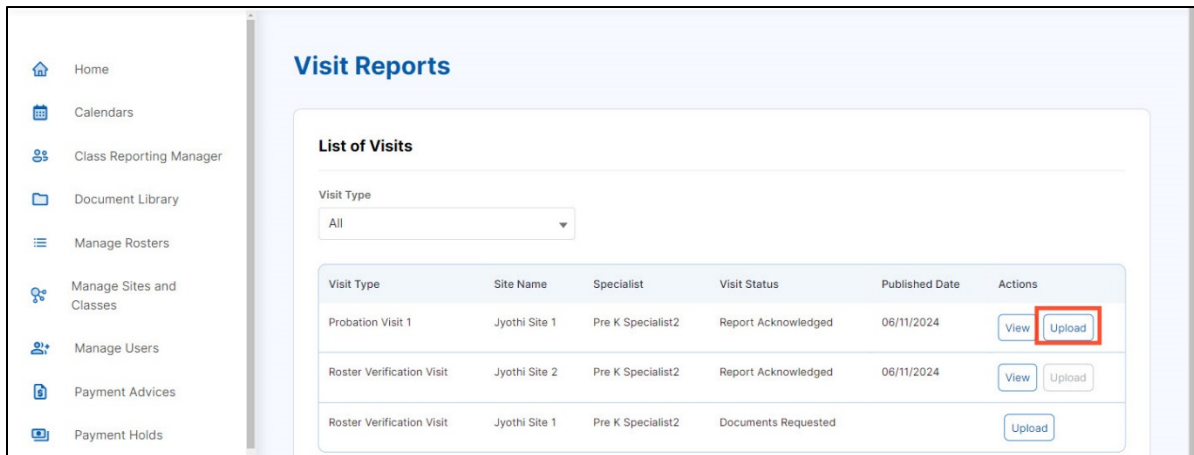 Home
Calendars
Class Reporting Manager
Document Library
Manage Rosters
Manage Sites and
Classes
Manage Users
Payment Advices
Payment Holds
Visit Reports
List of Visits
Visit Type
All
Visit Type Site Name Specialist Visit Status Published Date Actions
Probation Visit 1 Jyothi Site 1 Pre K Specialist2 Report Acknowledged 06/11/2024 View Upload
Roster Verification Visit Jyothi Site 2 Pre K Specialist2 Report Acknowledged 06/11/2024 View Upload
Roster Verification Visit Jyothi Site 1 Pre K Specialist2 Documents Requested Upload